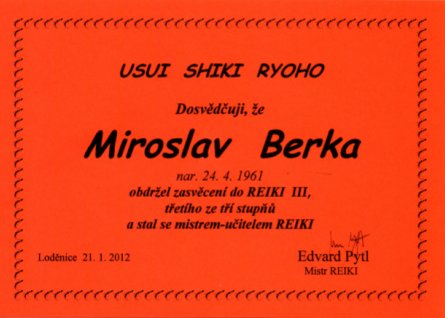 USUI SHIKI RYOHO
Dosvědčuji, že
Miroslav Berka
nar. 24. 4. 1961
obdržel zasvěcení do REIKI III,
třetího ze tří stupňů
a stal se mistrem-učitelem REIKI
Loděnice 21. 1. 2012
Edvard Pytl
Mistr REIKI